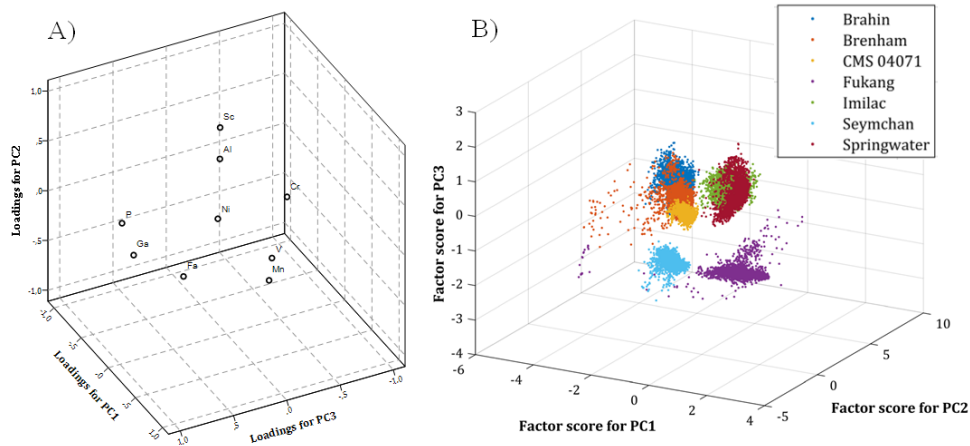 A)
Loadings for PC2
1.0
.5
.0
-.5
-1.0
Sc
Al
Cr
P
Ni
Ga
V
Fa
Mn
-1.0
-.5
.0
.5
1.0
Loadings for PC1
1.0
.5
.0
-.5
-1.0
Loadings for PC3
B)
Brahin
Brenham
CMS 04071
Fukang
Imilac
Seymchan
Springwater
Factor score for PC3
3
2
1
0
-1
-2
-3
-4
-6
-4
-2
0
2
4
Factor score for PC1
-5
0
5
10
Factor score for PC2